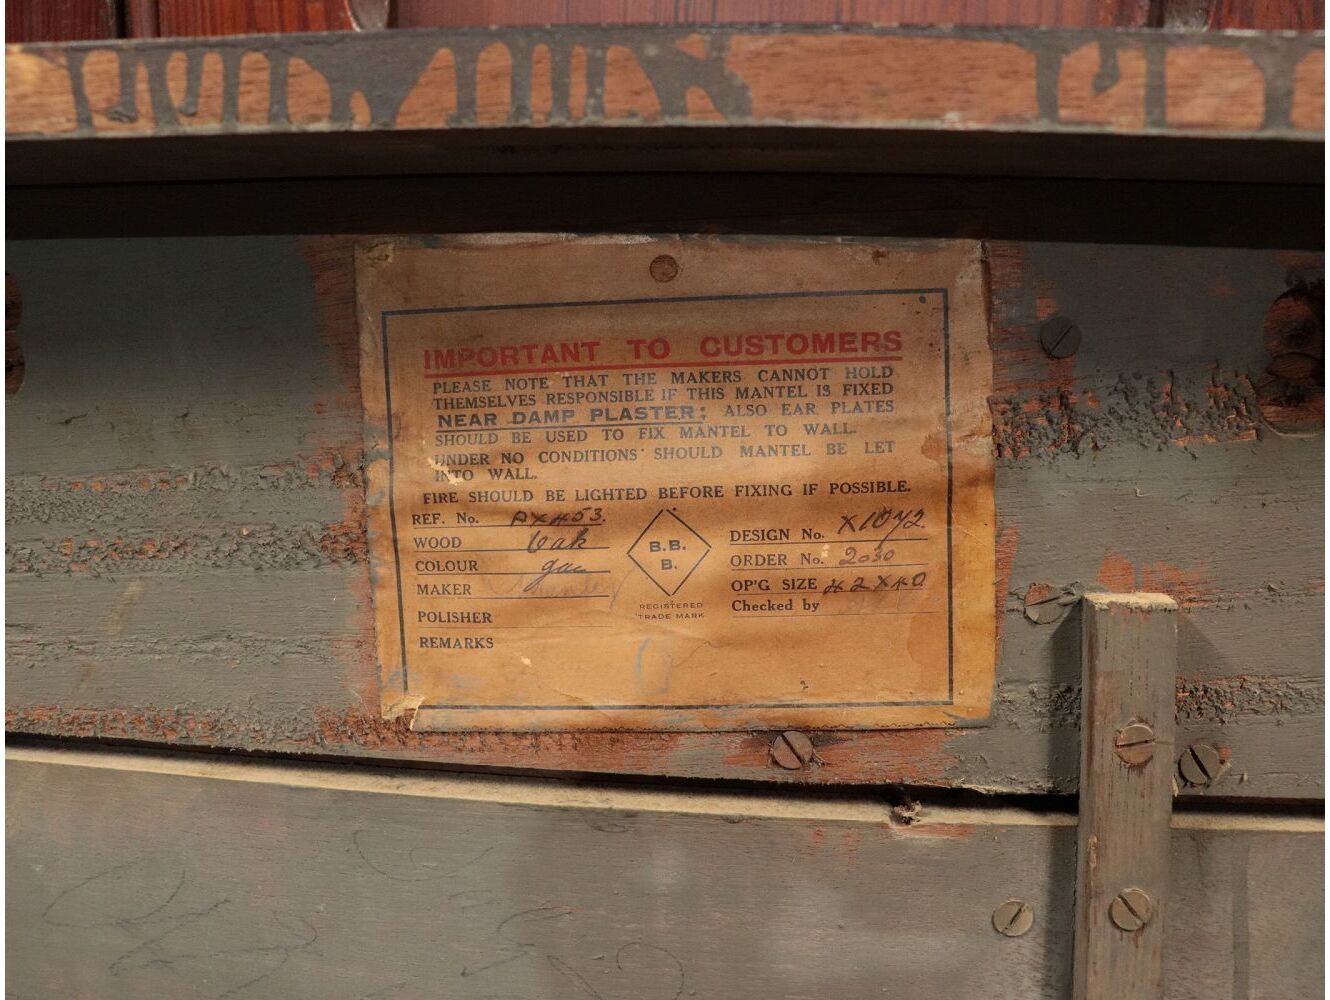 IMPORTANT TO CUSTOMERS
PLEASE NOTE THAT THE MAKERS CANNOT HOLD
THEMSELVES RESPONSIBLE IF THIS MANTEL IS FIXED
NEAR DAMP PLASTER; ALSO EAR PLATES
SHOULD BE USED TO FIX MANTEL TO WALL.
UNDER NO CONDITIONS SHOULD MANTEL BE LET
INTO WALL.
FIRE SHOULD BE LIGHTED BEFORE FIXING IF POSSIBLE.
REF. No.
WOOD Oak
COLOUR
MAKER
POLISHER
REMARKS
B.B.
B.
REGISTERED
TRADE MARK
DESIGN No. X1072.
ORDER No. 2030
OP'G SIZE 42X40
Checked by